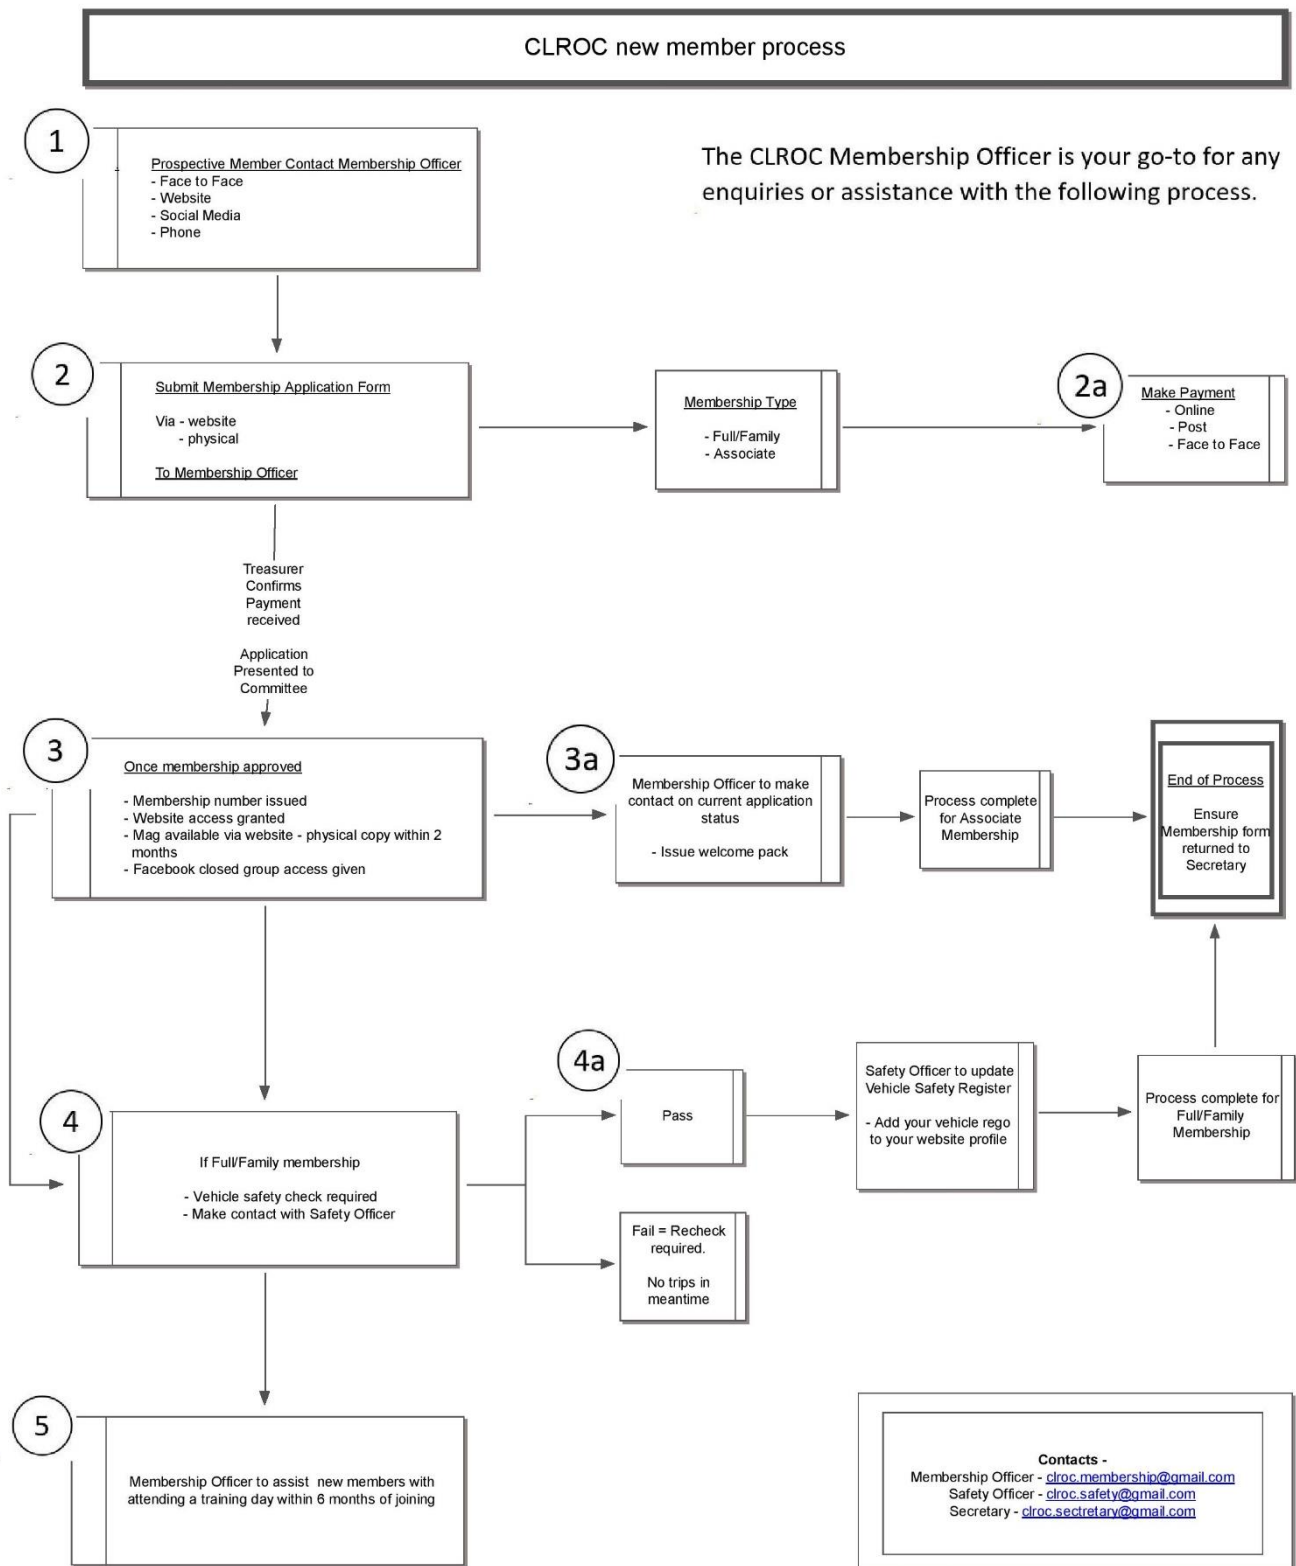 CLROC new member process
1
Prospective Member Contact Membership Officer
- Face to Face
- Website
- Social Media
- Phone
The CLROC Membership Officer is your go-to for any
enquiries or assistance with the following process.
2
Submit Membership Application Form
Via - website
- physical
To Membership Officer
Membership Type
- Full/Family
- Associate
2a
Make Payment
- Online
- Post
- Face to Face
Treasurer
Confirms
Payment
received
Application
Presented to
Committee
3
Once membership approved
- Membership number issued
- Website access granted
- Mag available via website - physical copy within 2
months
- Facebook closed group access given
3a
Membership Officer to make
contact on current application
status
- Issue welcome pack
Process complete
for Associate
Membership
End of Process
Ensure
Membership form
returned to
Secretary
4
If Full/Family membership
- Vehicle safety check required
- Make contact with Safety Officer
4a
Pass
Safety Officer to update
Vehicle Safety Register
- Add your vehicle rego
to your website profile
Process complete for
Full/Family
Membership
Fail = Recheck
required.
No trips in
meantime
5
Membership Officer to assist new members with
attending a training day within 6 months of joining
Contacts -
Membership Officer - clroc.membership@gmail.com
Safety Officer - clroc.safety@gmail.com
Secretary - clroc.sectretary@gmail.com